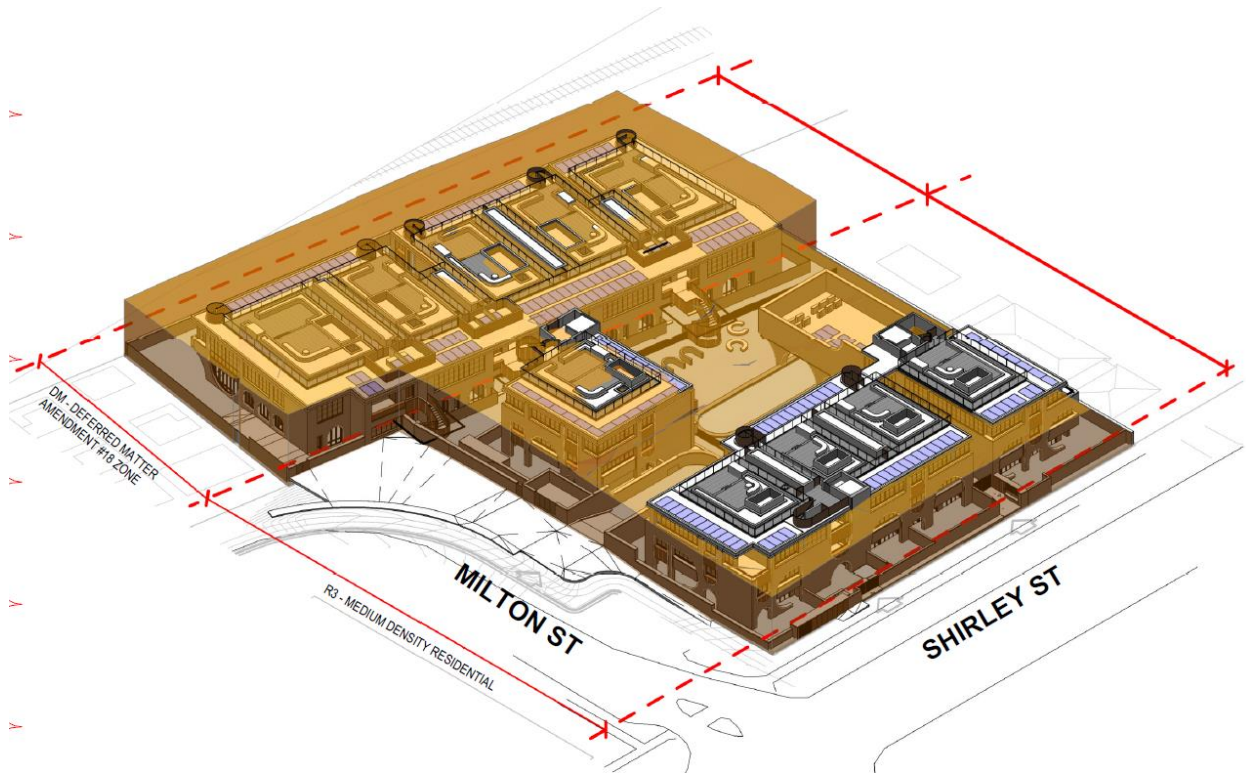 DM - DEFERRED MATTER
AMENDMENT #18 ZONE
R3 - MEDIUM DENSITY RESIDENTIAL
MILTON ST
SHIRLEY ST